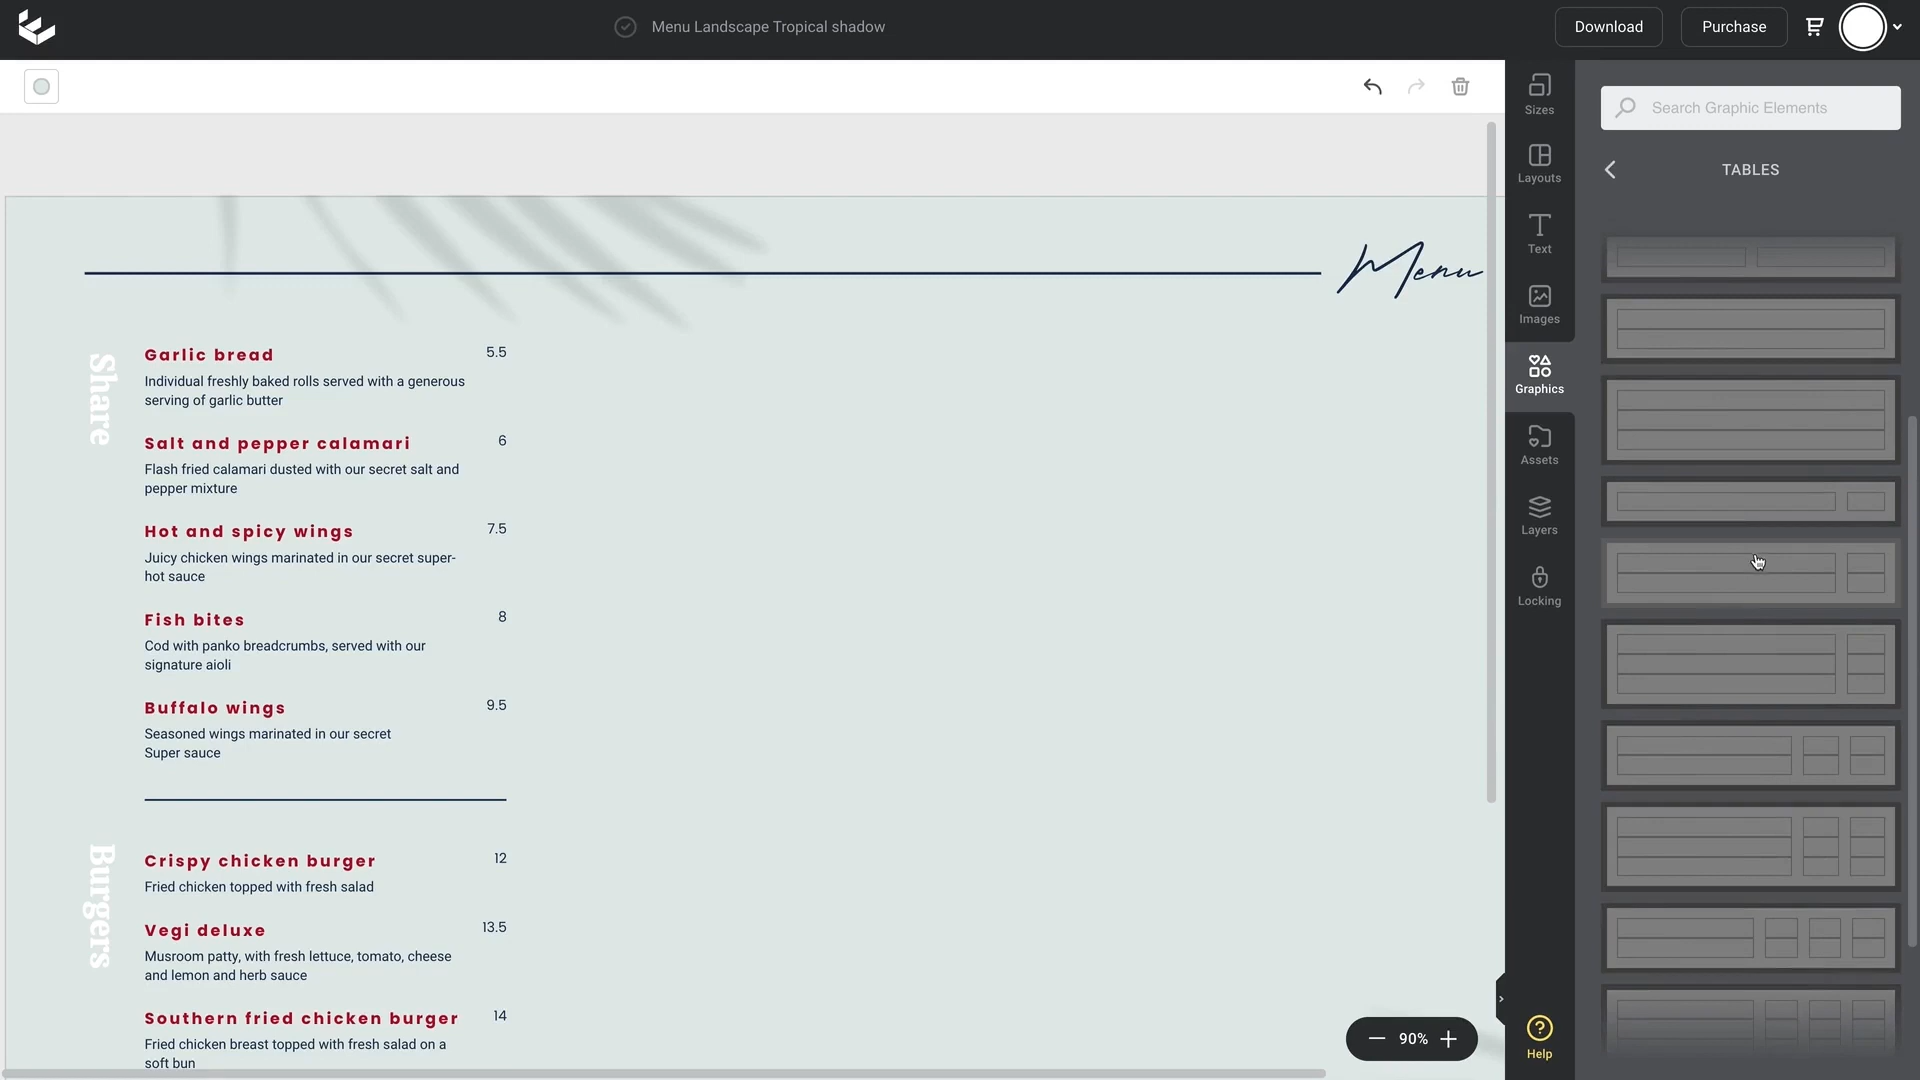 Menu Landscape Tropical shadow
Download
Purchase
Sizes
Layouts
Text
Images
Graphics
Assets
Layers
Locking
Help
Search Graphic Elements
TABLES
Menu
Share
Garlic bread 5.5
Individual freshly baked rolls served with a generous
serving of garlic butter
Salt and pepper calamari 6
Flash fried calamari dusted with our secret salt and
pepper mixture
Hot and spicy wings 7.5
Juicy chicken wings marinated in our secret super-
hot sauce
Fish bites 8
Cod with panko breadcrumbs, served with our
signature aioli
Buffalo wings 9.5
Seasoned wings marinated in our secret
Super sauce
Burgers
Crispy chicken burger 12
Fried chicken topped with fresh salad
Vegi deluxe 13.5
Musroom patty, with fresh lettuce, tomato, cheese
and lemon and herb sauce
Southern fried chicken burger 14
Fried chicken breast topped with fresh salad on a
soft bun
90%